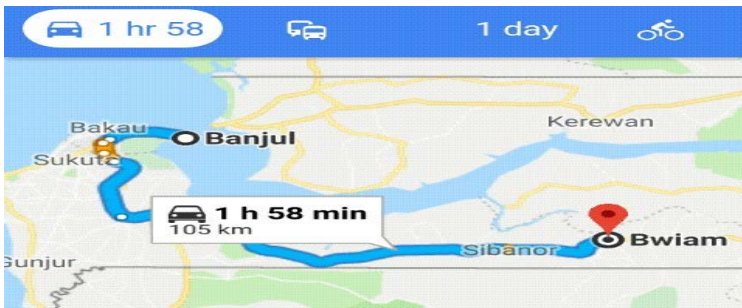 1 hr 58
1 day
Bakau
Banjul
Kerewan
Sukuta
1 h 58 min
105 km
Sibanor
Bwiam
Gunjur